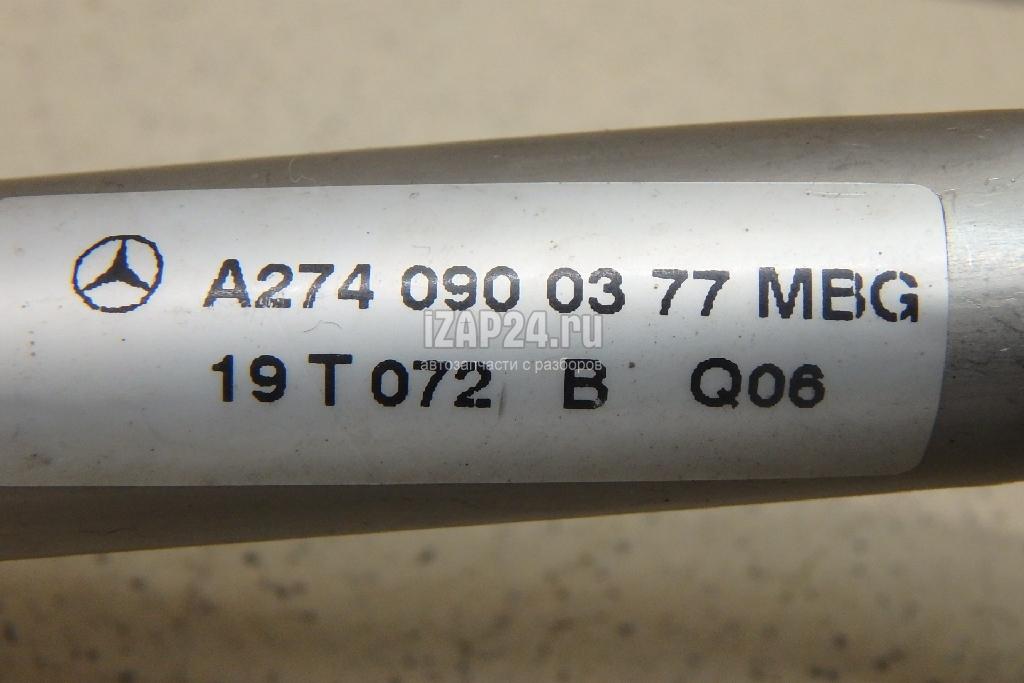 A274 090 03 77 MBG
iZAP24.ru
автозапчасти с разборов
19 T 072 B Q06